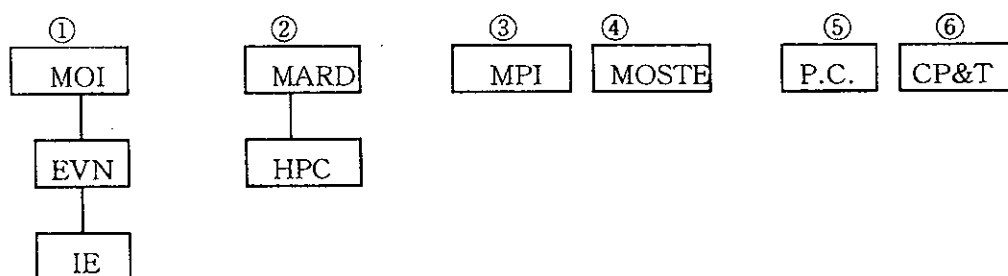 ① ② ③ ④ ⑤ ⑥
MOI MARD MPI MOSTE P.C. CP&T
EVN HPC
IE